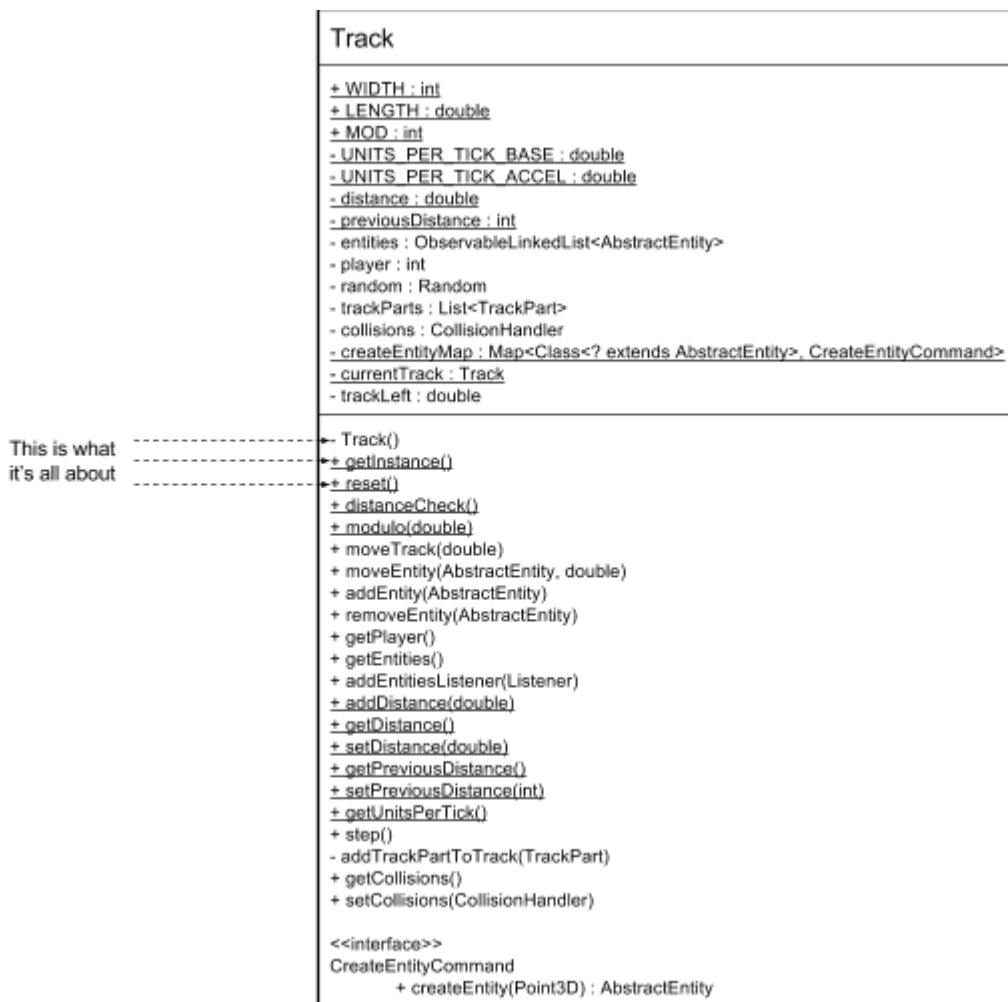 Track
+ WIDTH : int
+ LENGTH : double
+ MOD : int
- UNITS_PER_TICK_BASE : double
- UNITS_PER_TICK_ACCEL : double
- distance : double
- previousDistance : int
- entities : ObservableLinkedList<AbstractEntity>
- player : int
- random : Random
- trackParts : List<TrackPart>
- collisions : CollisionHandler
- createEntityMap : Map<Class<? extends AbstractEntity>, CreateEntityCommand>
- currentTrack : Track
- trackLeft : double
This is what
it's all about
- Track()
+ getInstance()
+ reset()
+ distanceCheck()
+ modulo(double)
+ moveTrack(double)
+ moveEntity(AbstractEntity, double)
+ addEntity(AbstractEntity)
+ removeEntity(AbstractEntity)
+ getPlayer()
+ getEntities()
+ addEntitiesListener(Listener)
+ addDistance(double)
+ getDistance()
+ setDistance(double)
+ getPreviousDistance()
+ setPreviousDistance(int)
+ getUnitsPerTick()
+ step()
- addTrackPartToTrack(TrackPart)
+ getCollisions()
+ setCollisions(CollisionHandler)
<<interface>>
CreateEntityCommand
+ createEntity(Point3D) : AbstractEntity